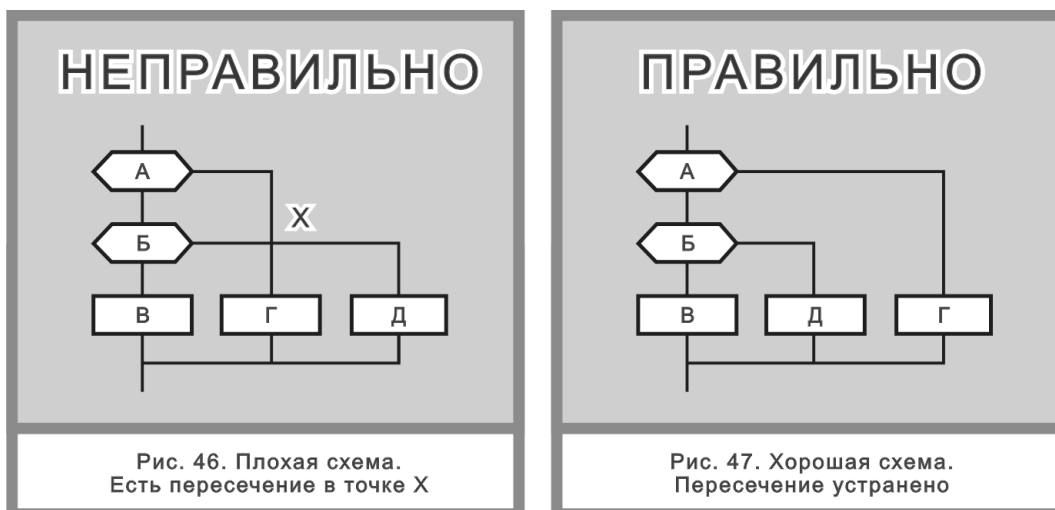 НЕПРАВИЛЬНО
А
Х
Б
В Г Д
Рис. 46. Плохая схема.
Есть пересечение в точке Х
ПРАВИЛЬНО
А
Б
В Д Г
Рис. 47. Хорошая схема.
Пересечение устранено